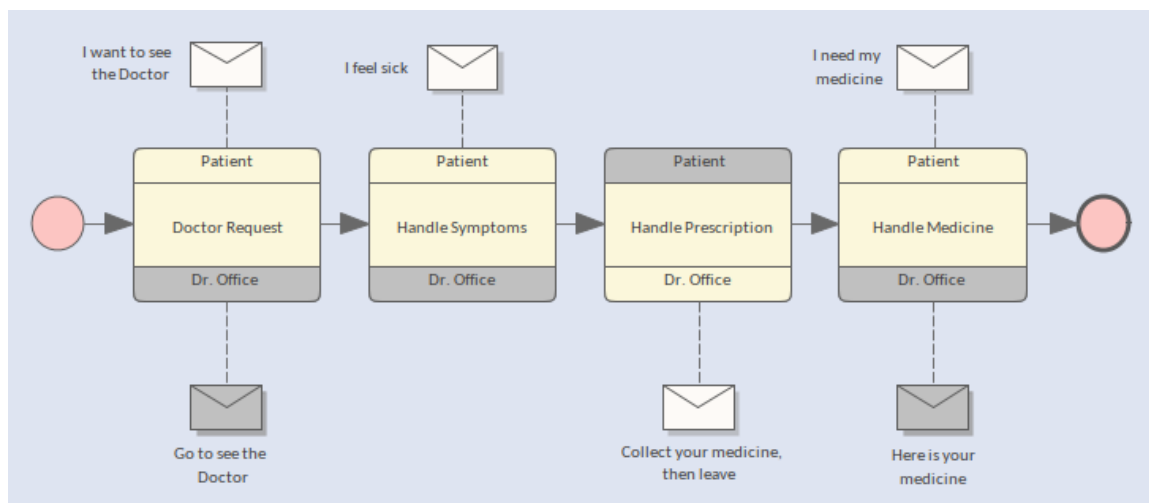 I want to see
the Doctor
I feel sick
I need my
medicine
Patient
Patient
Patient
Patient
Doctor Request
Handle Symptoms
Handle Prescription
Handle Medicine
Dr. Office
Dr. Office
Dr. Office
Dr. Office
Go to see the
Doctor
Collect your medicine,
then leave
Here is your
medicine